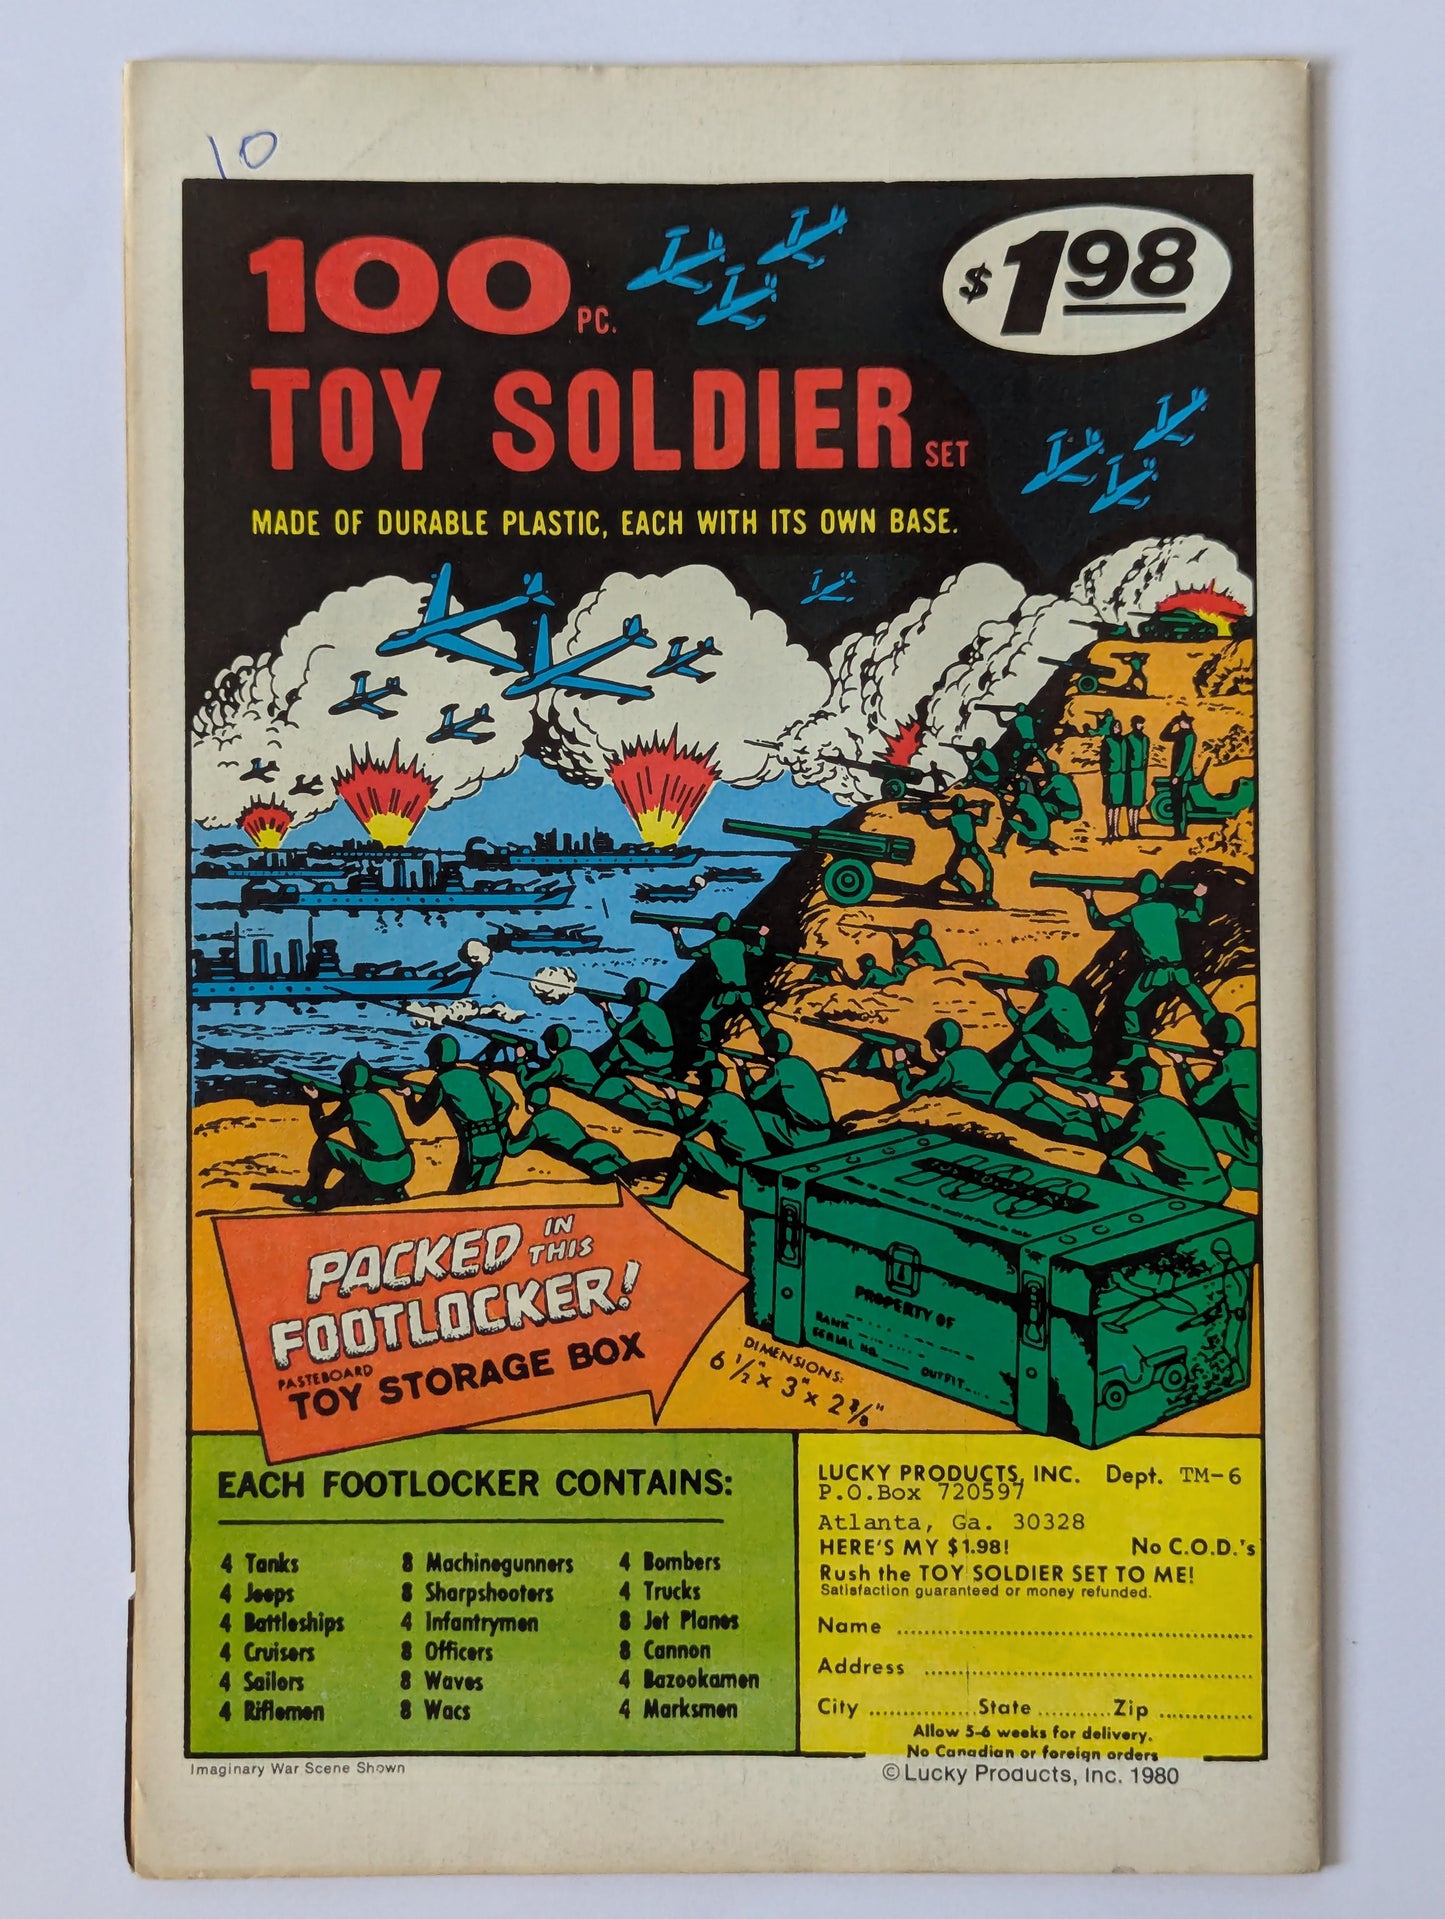 10
100 PC.
$1.98
TOY SOLDIER SET
MADE OF DURABLE PLASTIC, EACH WITH ITS OWN BASE.
PACKED IN THIS
FOOTLOCKER!
PASTEBOARD
TOY STORAGE BOX
PROPERTY OF
RANK
SERIAL NO. OUTFIT
DIMENSIONS:
6 1/2" x 3" x 2 3/8"
EACH FOOTLOCKER CONTAINS:
4 Tanks
4 Jeeps
4 Battleships
4 Cruisers
4 Sailors
4 Riflemen
8 Machinegunners
8 Sharpshooters
4 Infantrymen
8 Officers
8 Waves
8 Wacs
4 Bombers
4 Trucks
8 Jet Planes
8 Cannon
4 Bazookamen
4 Marksmen
LUCKY PRODUCTS, INC. Dept. TM-6
P.O.Box 720597
Atlanta, Ga. 30328
HERE'S MY $1.98! No C.O.D.'s
Rush the TOY SOLDIER SET TO ME!
Satisfaction guaranteed or money refunded.
Name
Address
City State Zip
Allow 5-6 weeks for delivery.
No Canadian or foreign orders
Imaginary War Scene Shown
© Lucky Products, Inc. 1980